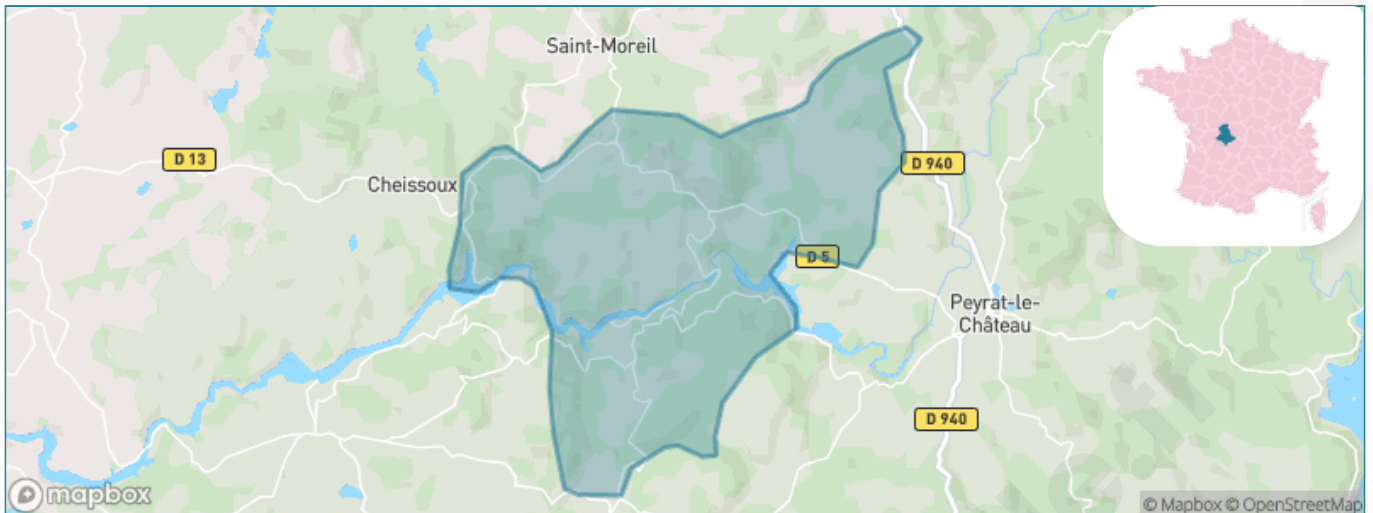 Saint-Moreil
D 13
D 940
Cheissoux
D 5
Peyrat-le-
Château
D 940
mapbox
© Mapbox © OpenStreetMap